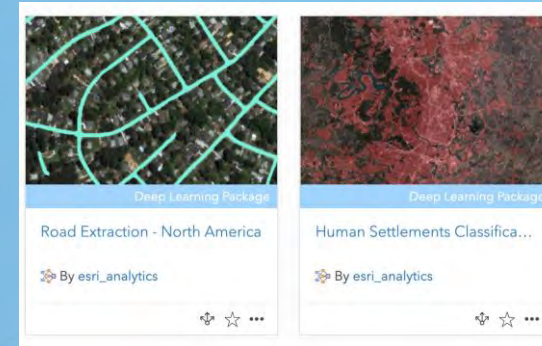 Deep Learning Package
Road Extraction - North America
By esri_analytics
Deep Learning Package
Human Settlements Classifica...
By esri_analytics